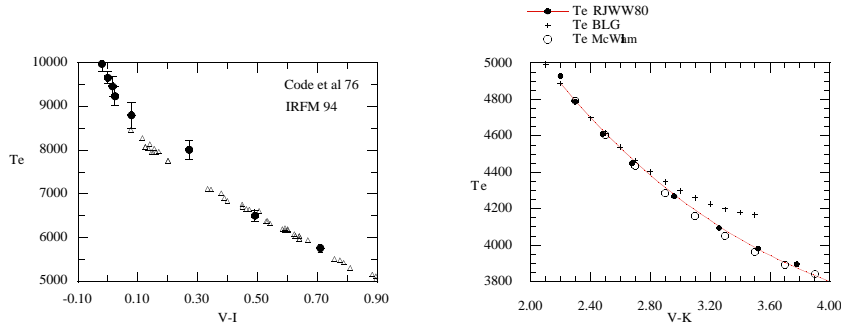 Te RJWW80
Te BLG
Te McWilliam
Code et al 76
IRFM 94
Te
10000
9000
8000
7000
6000
5000
-0.10
0.10
0.30
0.50
0.70
0.90
V-I
Te
5000
4800
4600
4400
4200
4000
3800
2.00
2.40
2.80
3.20
3.60
4.00
V-K